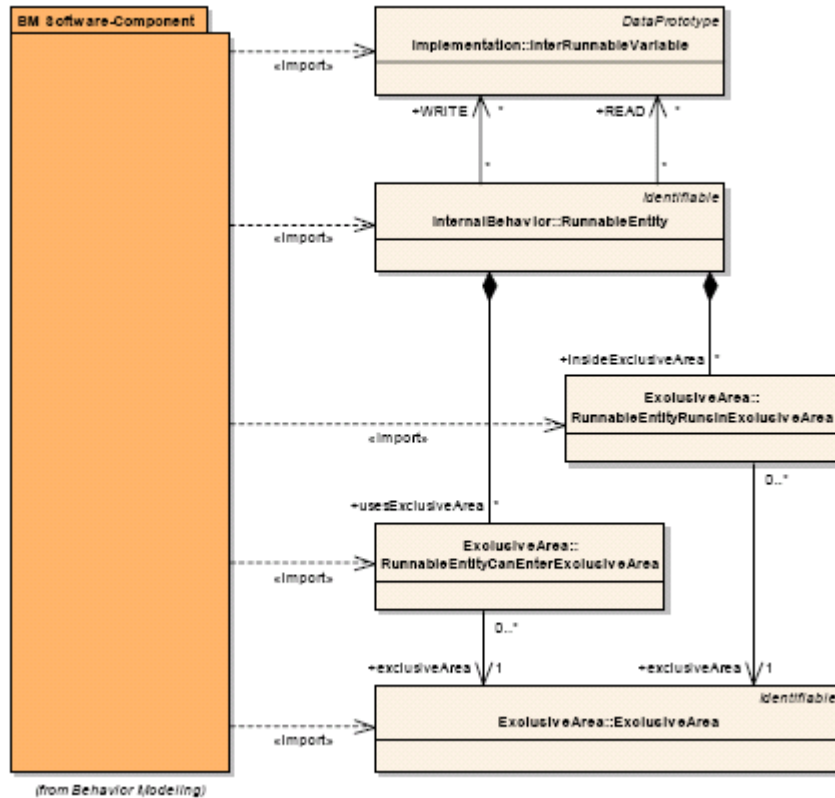 BM Software-Component
DataPrototype
Implementation::InterRunnableVariable
«Import»
+WRITE
*
+READ
*
*
*
Identifiable
InternalBehavior::RunnableEntity
«Import»
+insideExclusiveArea
*
ExclusiveArea::
RunnableEntityRunsInExclusiveArea
«Import»
0..*
+usesExclusiveArea
*
ExclusiveArea::
RunnableEntityCanEnterExclusiveArea
«Import»
0..*
+exclusiveArea
1
+exclusiveArea
1
Identifiable
ExclusiveArea::ExclusiveArea
«Import»
(from Behavior Modeling)